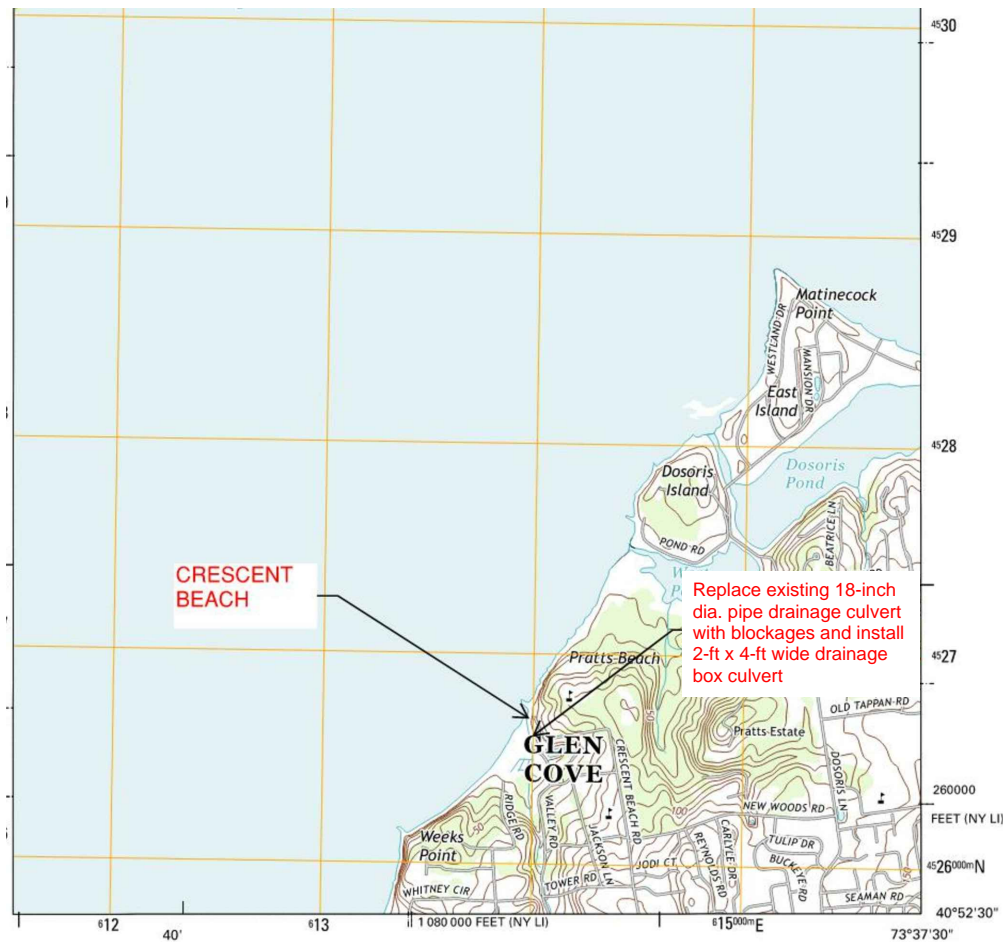 4530
4529
Matinecock
Point
WESTLAND DR
MANSION DR
East
Island
4528
Dosoris
Island
Dosoris
Pond
BEATRICE LN
POND RD
CRESCENT
BEACH
Replace existing 18-inch
dia. pipe drainage culvert
with blockages and install
2-ft x 4-ft wide drainage
box culvert
Pratts Beach
4527
50
OLD TAPPAN RD
Pratts Estate
GLEN
COVE
CRESCENT BEACH RD
DOSORIS LN
260000
FEET (NY LI)
100
NEW WOODS RD
50
RIDGE RD
VALLEY RD
JACKSON LN
Weeks
Point
TULIP DR
CARLYLE DR
REYNOLDS RD
BUCKEYE RD
JODI CT
TOWER RD
4526000mN
150
WHITNEY CIR
SEAMAN RD
40°52'30"
612
40'
613
1 080 000 FEET (NY LI)
615000mE
73°37'30"